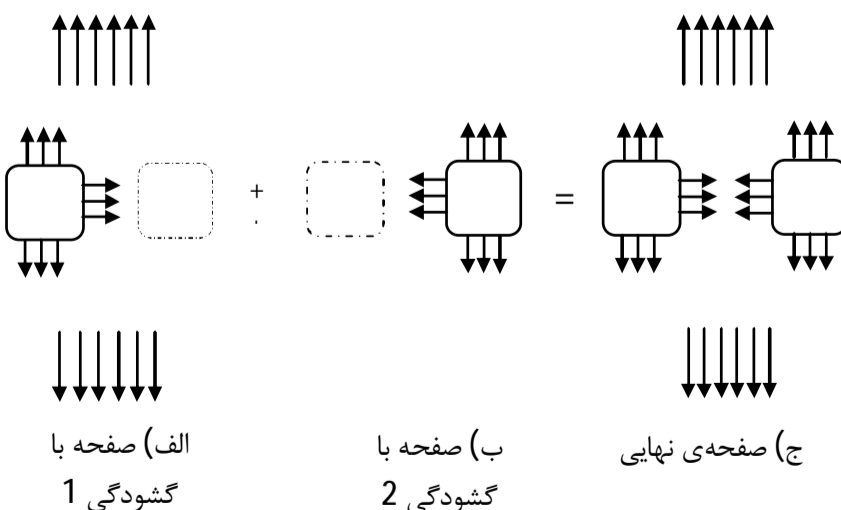 +
=
الف) صفحه با
گشودگی 1
ب) صفحه با
گشودگی 2
ج) صفحه‌ی نهایی